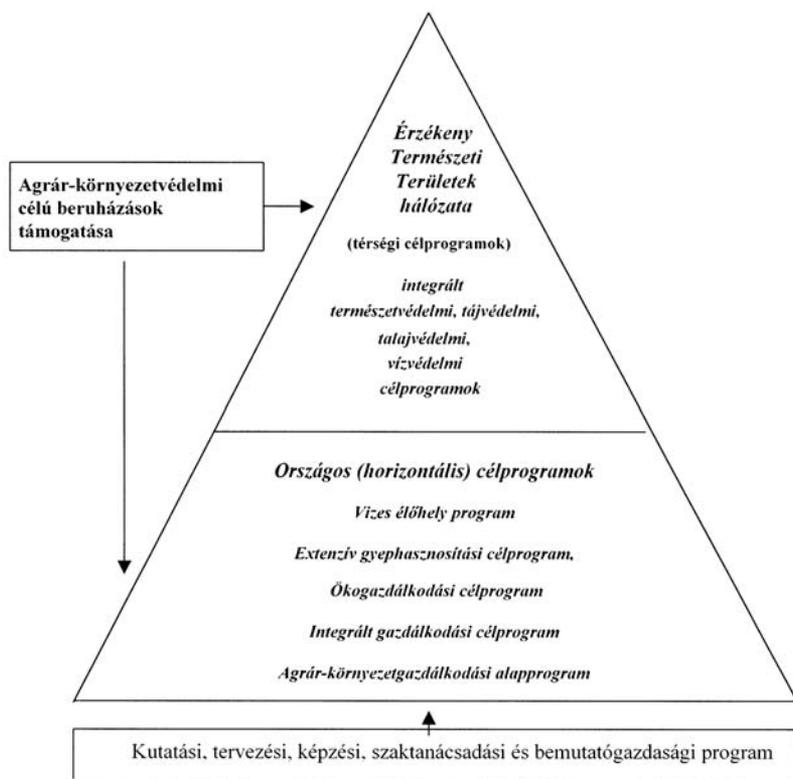 Érzékeny
Természeti
Területek
hálózata
(térségi célprogramok)
integrált
természetvédelmi, tájvédelmi,
talajvédelmi,
vízvédelmi
célprogramok
Agrár-környezetvédelmi
célú beruházások
támogatása
Országos (horizontális) célprogramok
Vizes élőhely program
Extenzív gyephasznosítási célprogram,
Ökogazdálkodási célprogram
Integrált gazdálkodási célprogram
Agrár-környezetgazdálkodási alapprogram
Kutatási, tervezési, képzési, szaktanácsadási és bemutatógazdasági program